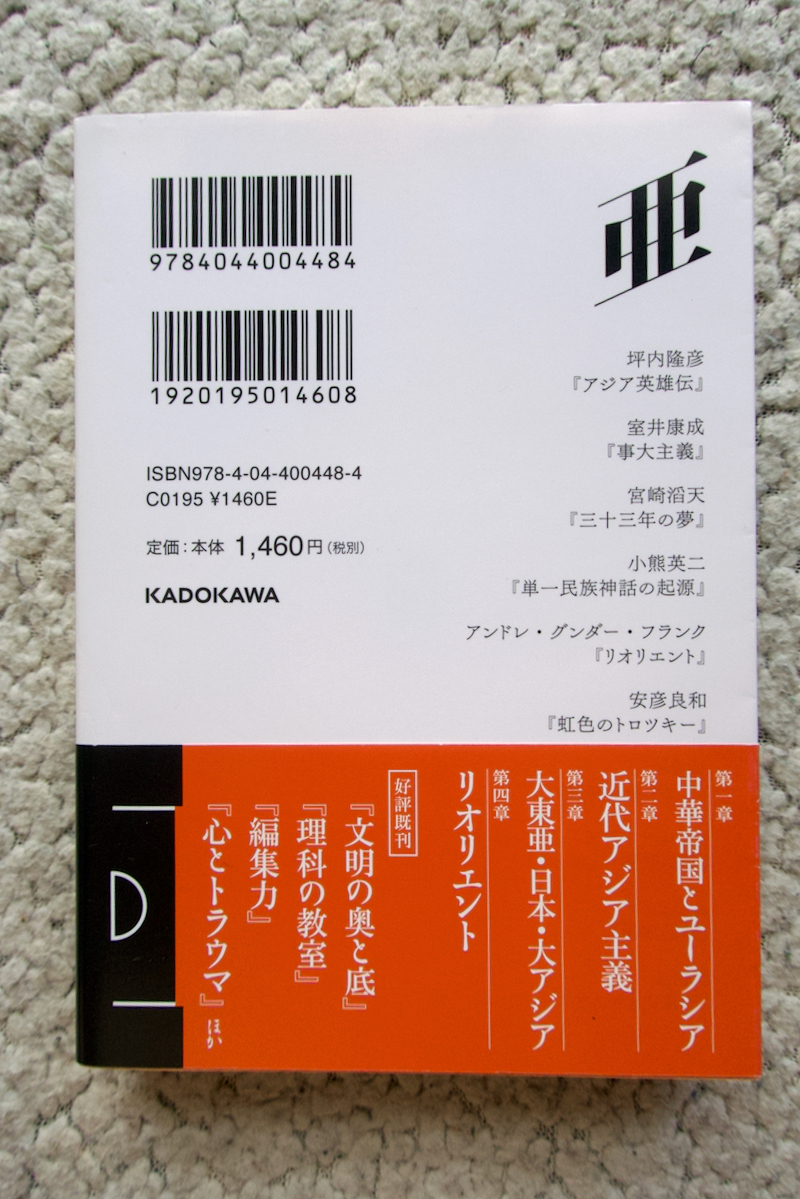 9784044004484
1920195014608
ISBN978-4-04-400448-4
C0195 ¥1460E
定価：本体 1,460円（税別）
KADOKAWA
亜
坪内隆彦
『アジア英雄伝』
室井康成
『事大主義』
宮崎滔天
『三十三年の夢』
小熊英二
『単一民族神話の起源』
アンドレ・グンダー・フランク
『リオリエント』
安彦良和
『虹色のトロツキー』
第一章
中華帝国とユーラシア
第二章
近代アジア主義
第三章
大東亜・日本・大アジア
第四章
リオリエント
好評既刊
『文明の奥と底』
『理科の教室』
『編集力』
『心とトラウマ』ほか
D